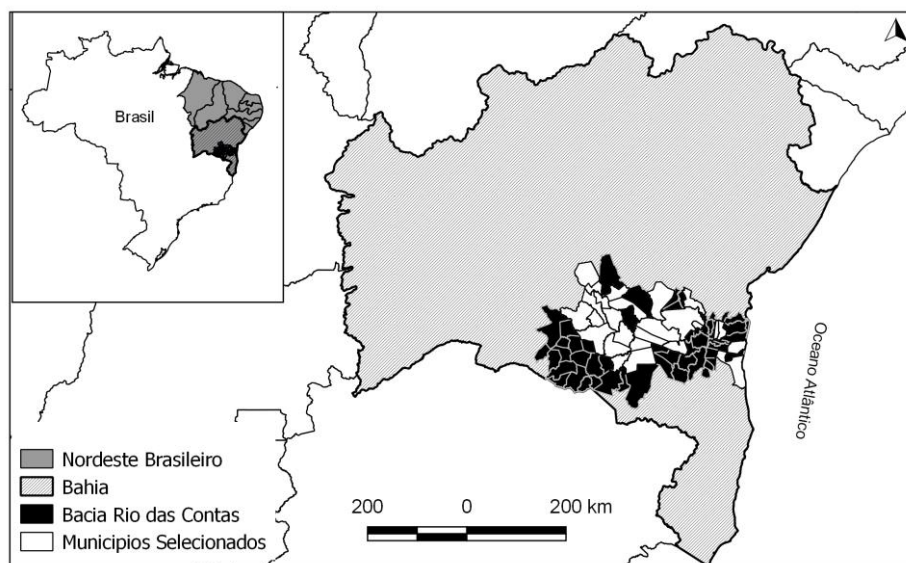 Brasil
Oceano Atlântico
Nordeste Brasileiro
Bahia
Bacia Rio das Contas
Municipios Selecionados
200 0 200 km